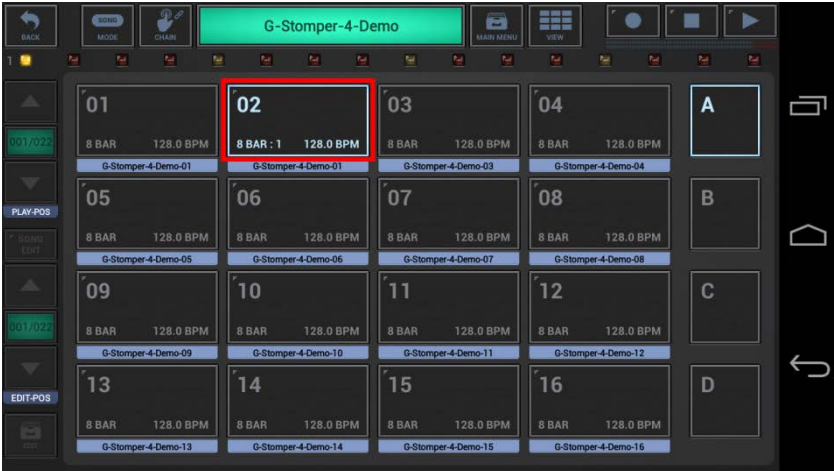 G-Stomper-4-Demo
BACK
SONG
MODE
CHAIN
MAIN MENU
VIEW
1
01
02
03
04
A
8 BAR 128.0 BPM
8 BAR : 1 128.0 BPM
8 BAR 128.0 BPM
8 BAR 128.0 BPM
G-Stomper-4-Demo-01
G-Stomper-4-Demo-01
G-Stomper-4-Demo-03
G-Stomper-4-Demo-04
001/022
PLAY-POS
05
06
07
08
B
8 BAR 128.0 BPM
8 BAR 128.0 BPM
8 BAR 128.0 BPM
8 BAR 128.0 BPM
G-Stomper-4-Demo-05
G-Stomper-4-Demo-06
G-Stomper-4-Demo-07
G-Stomper-4-Demo-08
SONG
EDIT
09
10
11
12
C
8 BAR 128.0 BPM
8 BAR 128.0 BPM
8 BAR 128.0 BPM
8 BAR 128.0 BPM
G-Stomper-4-Demo-09
G-Stomper-4-Demo-10
G-Stomper-4-Demo-11
G-Stomper-4-Demo-12
001/022
EDIT-POS
13
14
15
16
D
8 BAR 128.0 BPM
8 BAR 128.0 BPM
8 BAR 128.0 BPM
8 BAR 128.0 BPM
G-Stomper-4-Demo-13
G-Stomper-4-Demo-14
G-Stomper-4-Demo-15
G-Stomper-4-Demo-16